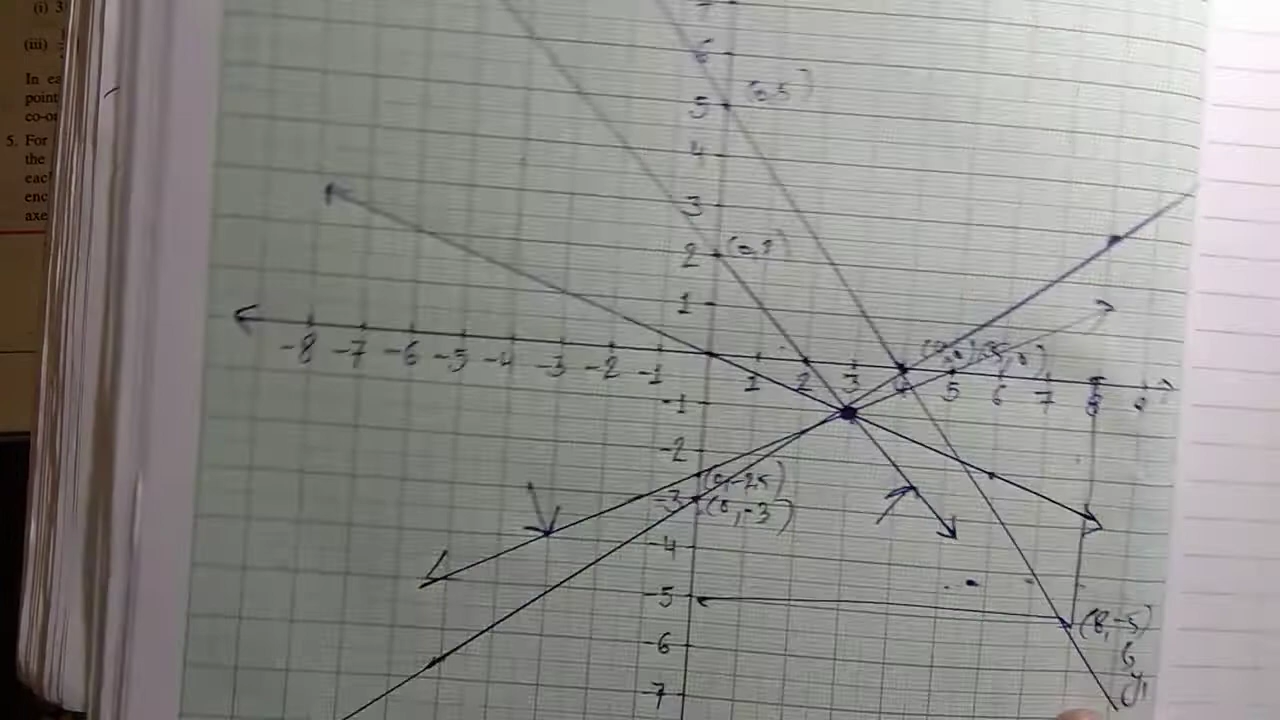 (i) 3
(iii)
In ea
point
co-or
5. For
the
each
enc
axe
6
5 (0,5)
4
3
2 (0,2)
1
-8 -7 -6 -5 -4 -3 -2 -1 1 2 3 4 5 6 7 8 9
-1
-2
(0,-2.5)
-3 (0,-3)
-4
-5 (8,-5)
-6
-7